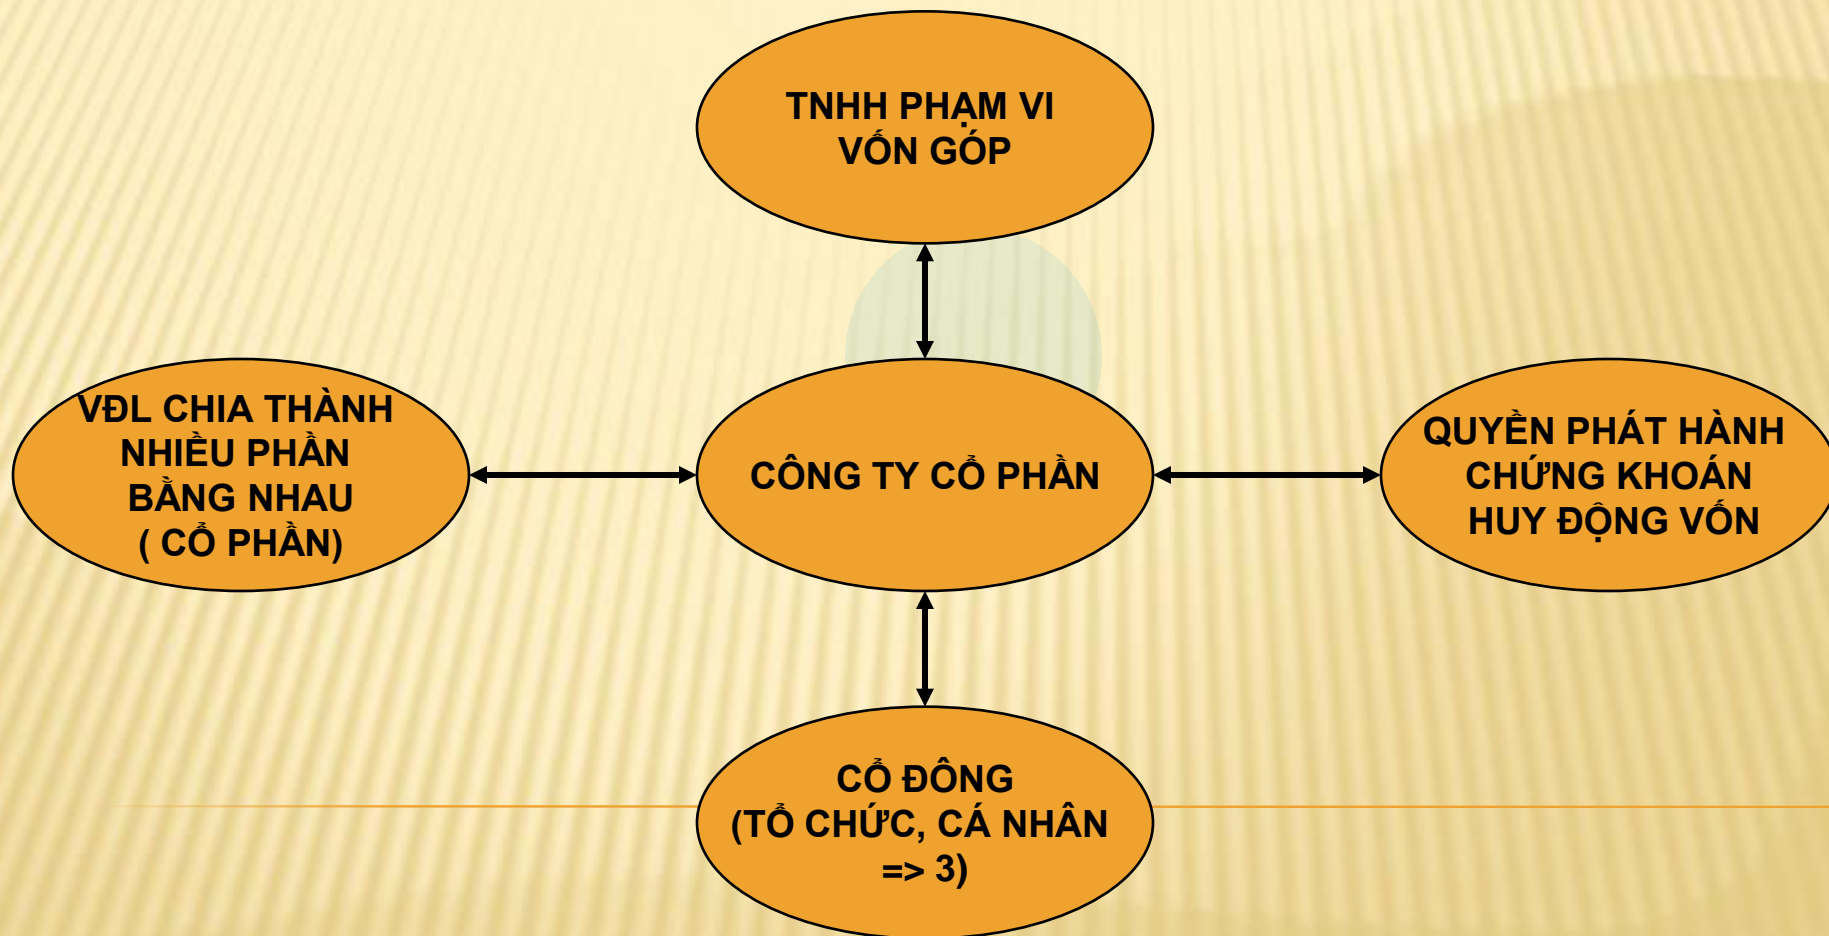 TNHH PHẠM VI
VỐN GÓP
VĐL CHIA THÀNH
NHIỀU PHẦN
BẰNG NHAU
( CỔ PHẦN)
CÔNG TY CỔ PHẦN
QUYỀN PHÁT HÀNH
CHỨNG KHOÁN
HUY ĐỘNG VỐN
CỔ ĐÔNG
(TỔ CHỨC, CÁ NHÂN
=> 3)